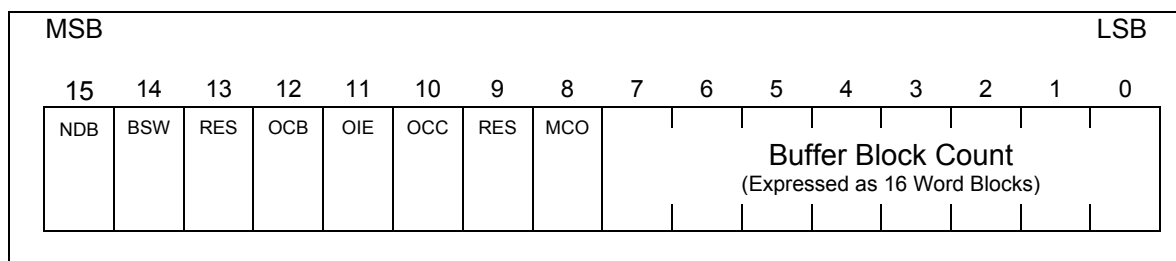 MSB LSB
15 14 13 12 11 10 9 8 7 6 5 4 3 2 1 0
NDB BSW RES OCB OIE OCC RES MCO
Buffer Block Count
(Expressed as 16 Word Blocks)